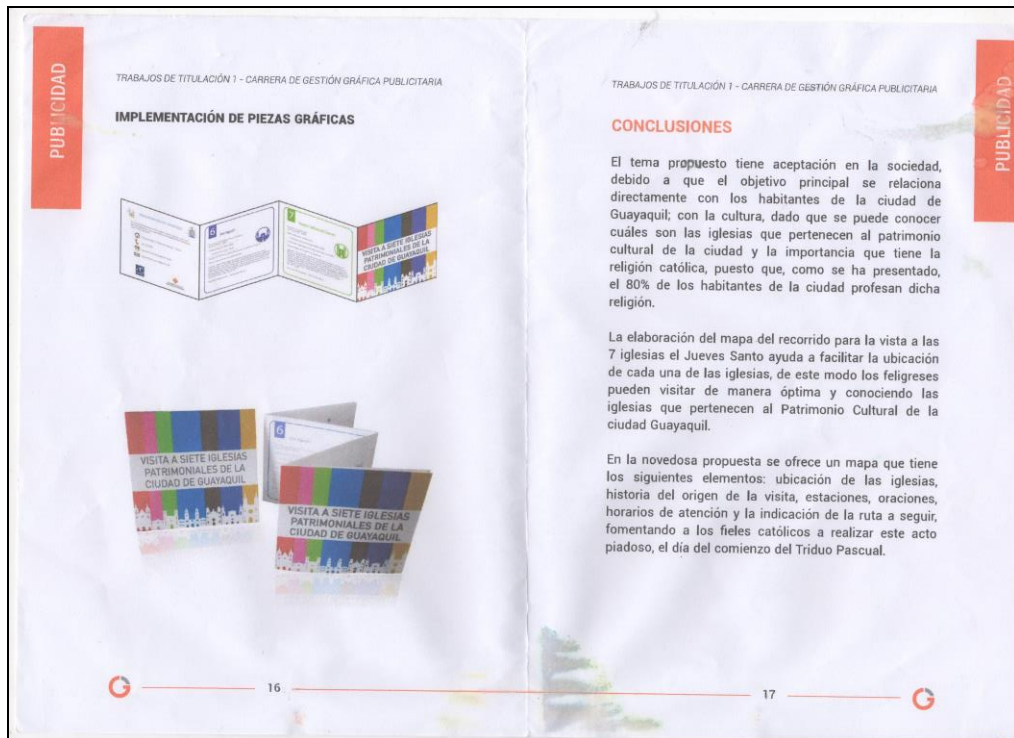 PUBLICIDAD
TRABAJOS DE TITULACIÓN 1 - CARRERA DE GESTIÓN GRÁFICA PUBLICITARIA
IMPLEMENTACIÓN DE PIEZAS GRÁFICAS
6
7
VISITA A SIETE IGLESIAS
PATRIMONIALES DE LA
CIUDAD DE GUAYAQUIL
6
VISITA A SIETE IGLESIAS
PATRIMONIALES DE LA
CIUDAD DE GUAYAQUIL
VISITA A SIETE IGLESIAS
PATRIMONIALES DE LA
CIUDAD DE GUAYAQUIL
G
16
PUBLICIDAD
TRABAJOS DE TITULACIÓN 1 - CARRERA DE GESTIÓN GRÁFICA PUBLICITARIA
CONCLUSIONES
El tema propuesto tiene aceptación en la sociedad,
debido a que el objetivo principal se relaciona
directamente con los habitantes de la ciudad de
Guayaquil; con la cultura, dado que se puede conocer
cuáles son las iglesias que pertenecen al patrimonio
cultural de la ciudad y la importancia que tiene la
religión católica, puesto que, como se ha presentado,
el 80% de los habitantes de la ciudad profesan dicha
religión.
La elaboración del mapa del recorrido para la vista a las
7 iglesias el Jueves Santo ayuda a facilitar la ubicación
de cada una de las iglesias, de este modo los feligreses
pueden visitar de manera óptima y conociendo las
iglesias que pertenecen al Patrimonio Cultural de la
ciudad Guayaquil.
En la novedosa propuesta se ofrece un mapa que tiene
los siguientes elementos: ubicación de las iglesias,
historia del origen de la visita, estaciones, oraciones,
horarios de atención y la indicación de la ruta a seguir,
fomentando a los fieles católicos a realizar este acto
piadoso, el día del comienzo del Triduo Pascual.
17
G